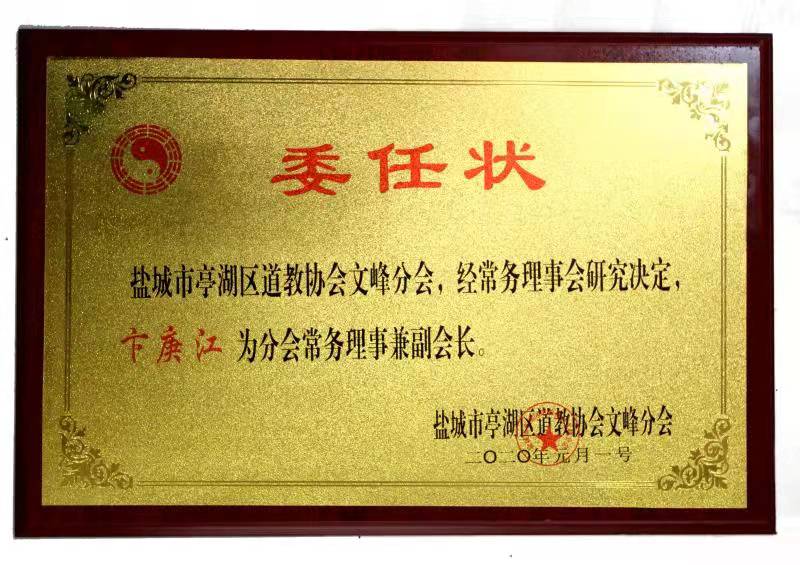 委任状
盐城市亭湖区道教协会文峰分会，经常务理事会研究决定，
卞庚江 为分会常务理事兼副会长。
盐城市亭湖区道教协会文峰分会
二〇二〇年元月一号